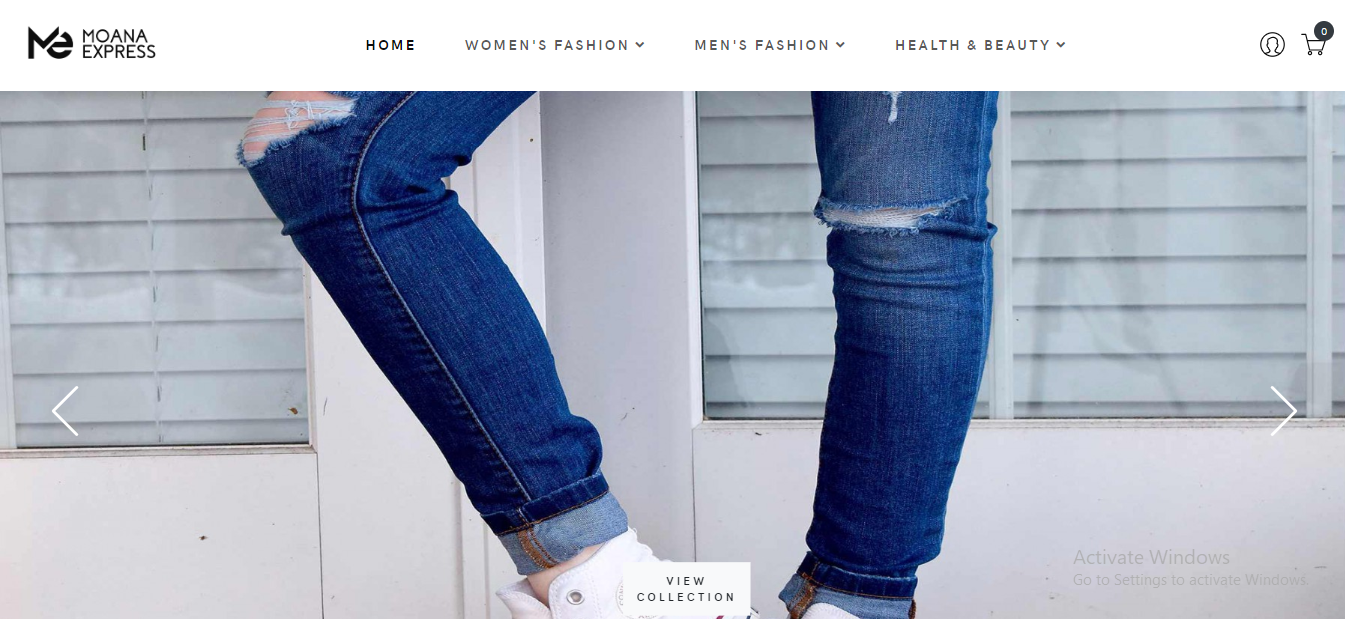 Me MOANA
EXPRESS
HOME WOMEN'S FASHION MEN'S FASHION HEALTH & BEAUTY
0
VIEW
COLLECTION
Activate Windows
Go to Settings to activate Windows.